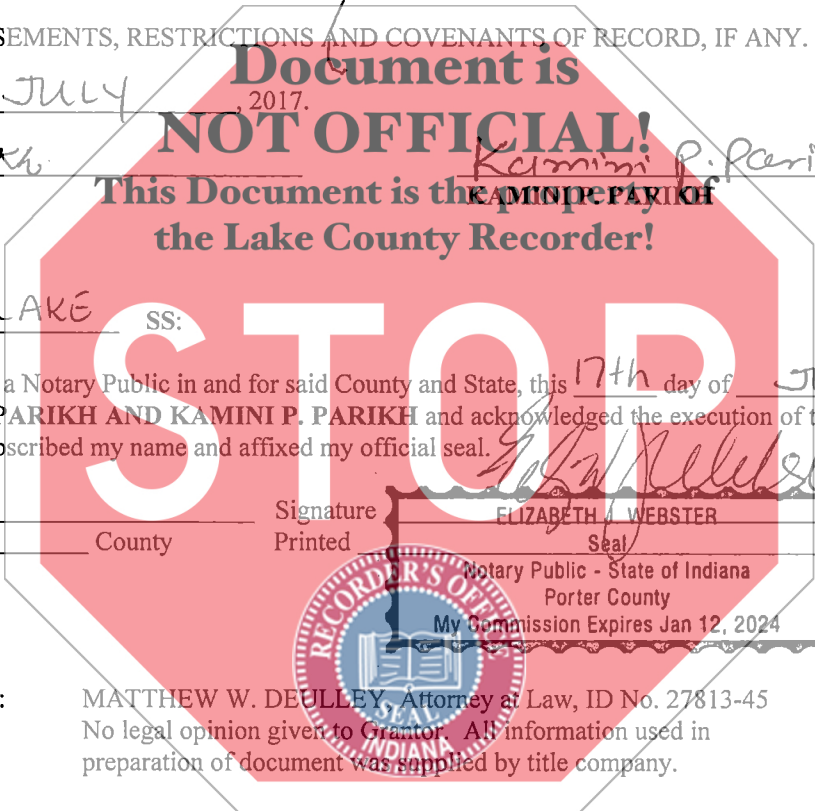 SEMENTS, RESTRICTIONS AND COVENANTS OF RECORD, IF ANY.
Document is
JULY, 2017.
NOT OFFICIAL!
Kamini P. Pari
This Document is the property of
KAMINI P. PARIKH
the Lake County Recorder!
AKE SS:
STOP
a Notary Public in and for said County and State, this 17th day of
PARIKH AND KAMINI P. PARIKH and acknowledged the execution of t
scribed my name and affixed my official seal.
Signature
ELIZABETH J. WEBSTER
County Printed
Seal
Notary Public - State of Indiana
Porter County
My Commission Expires Jan 12, 2024
RECORDER'S OFFICE
SEAL
INDIANA
: MATTHEW W. DEULLEY, Attorney at Law, ID No. 27813-45
No legal opinion given to Grantor. All information used in
preparation of document was supplied by title company.